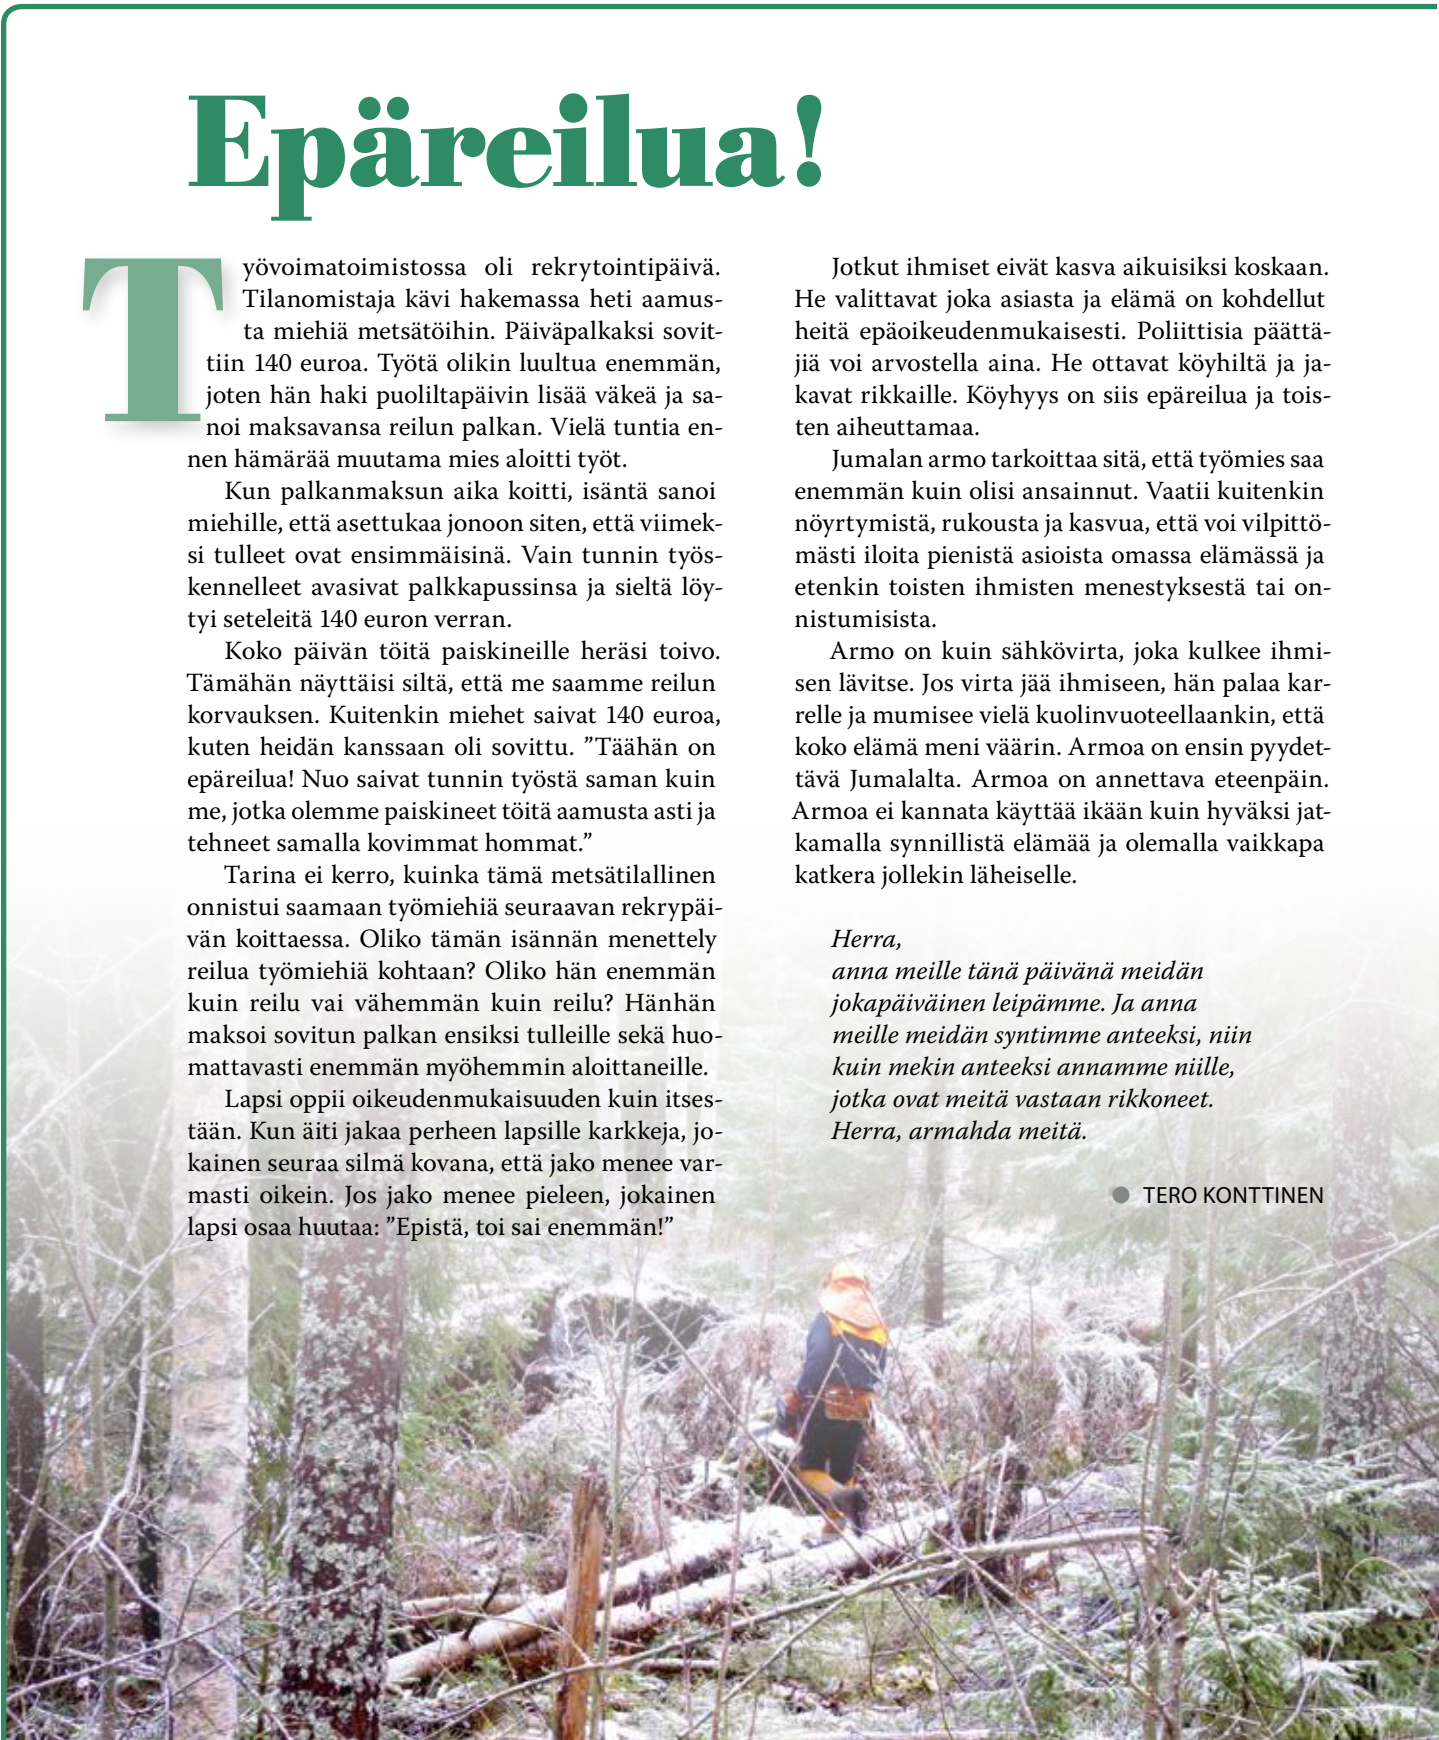 Epäreilua!
Työvoimatoimistossa oli rekrytointipäivä.
Tilanomistaja kävi hakemassa heti aamus-
ta miehiä metsätöihin. Päiväpalkaksi sovit-
tiin 140 euroa. Työtä olikin luultua enemmän,
joten hän haki puoliltapäivin lisää väkeä ja sa-
noi maksavansa reilun palkan. Vielä tuntia en-
nen hämärää muutama mies aloitti työt.
Kun palkanmaksun aika koitti, isäntä sanoi
miehille, että asettukaa jonoon siten, että viimek-
si tulleet ovat ensimmäisinä. Vain tunnin työs-
kennelleet avasivat palkkapussinsa ja sieltä löy-
tyi seteleitä 140 euron verran.
Koko päivän töitä paiskineille heräsi toivo.
Tämähän näyttäisi siltä, että me saamme reilun
korvauksen. Kuitenkin miehet saivat 140 euroa,
kuten heidän kanssaan oli sovittu. ”Täähän on
epäreilua! Nuo saivat tunnin työstä saman kuin
me, jotka olemme paiskineet töitä aamusta asti ja
tehneet samalla kovimmat hommat.”
Tarina ei kerro, kuinka tämä metsätilallinen
onnistui saamaan työmiehiä seuraavan rekrypäi-
vän koittaessa. Oliko tämän isännän menettely
reilua työmiehiä kohtaan? Oliko hän enemmän
kuin reilu vai vähemmän kuin reilu? Hänhän
maksoi sovitun palkan ensiksi tulleille sekä huo-
mattavasti enemmän myöhemmin aloittaneille.
Lapsi oppii oikeudenmukaisuuden kuin itses-
tään. Kun äiti jakaa perheen lapsille karkkeja, jo-
kainen seuraa silmä kovana, että jako menee var-
masti oikein. Jos jako menee pieleen, jokainen
lapsi osaa huutaa: ”Epistä, toi sai enemmän!”
Jotkut ihmiset eivät kasva aikuisiksi koskaan.
He valittavat joka asiasta ja elämä on kohdellut
heitä epäoikeudenmukaisesti. Poliittisia päättä-
jiä voi arvostella aina. He ottavat köyhiltä ja ja-
kavat rikkaille. Köyhyys on siis epäreilua ja tois-
ten aiheuttamaa.
Jumalan armo tarkoittaa sitä, että työmies saa
enemmän kuin olisi ansainnut. Vaatii kuitenkin
nöyrtymistä, rukousta ja kasvua, että voi vilpittö-
mästi iloita pienistä asioista omassa elämässä ja
etenkin toisten ihmisten menestyksestä tai on-
nistumisista.
Armo on kuin sähkövirta, joka kulkee ihmi-
sen lävitse. Jos virta jää ihmiseen, hän palaa kar-
relle ja mumisee vielä kuolinvuoteellaankin, että
koko elämä meni väärin. Armoa on ensin pyydet-
tävä Jumalalta. Armoa on annettava eteenpäin.
Armoa ei kannata käyttää ikään kuin hyväksi jat-
kamalla synnillistä elämää ja olemalla vaikkapa
katkera jollekin läheiselle.
Herra,
anna meille tänä päivänä meidän
jokapäiväinen leipämme. Ja anna
meille meidän syntimme anteeksi, niin
kuin mekin anteeksi annamme niille,
jotka ovat meitä vastaan rikkoneet.
Herra, armahda meitä.
● TERO KONTTINEN